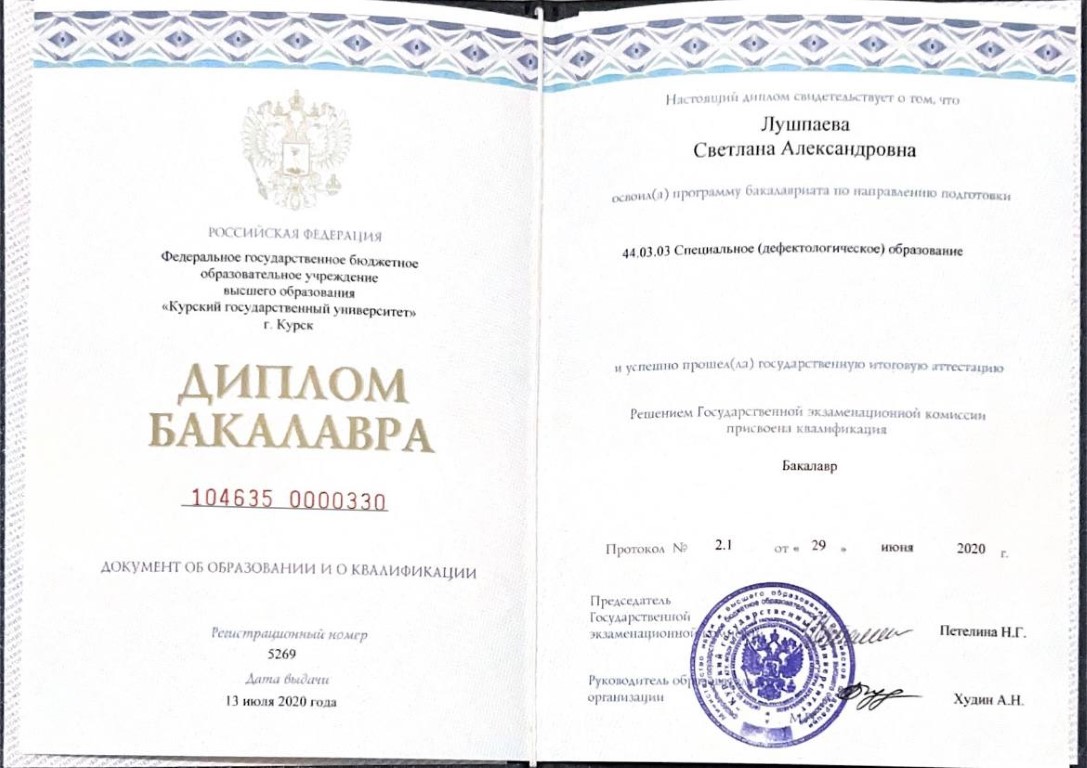 РОССИЙСКАЯ ФЕДЕРАЦИЯ
Федеральное государственное бюджетное
образовательное учреждение
высшего образования
«Курский государственный университет»
г. Курск
ДИПЛОМ
БАКАЛАВРА
104635 0000330
ДОКУМЕНТ ОБ ОБРАЗОВАНИИ И О КВАЛИФИКАЦИИ
Регистрационный номер
5269
Дата выдачи
13 июля 2020 года
Настоящий диплом свидетельствует о том, что
Лушпаева
Светлана Александровна
освоил(а) программу бакалавриата по направлению подготовки
44.03.03 Специальное (дефектологическое) образование
и успешно прошел(ла) государственную итоговую аттестацию
Решением Государственной экзаменационной комиссии
присвоена квалификация
Бакалавр
Протокол № 2.1 от « 29 » июня 2020 г.
Председатель
Государственной
экзаменационной
Петелина Н.Г.
Руководитель
организации
Худин А.Н.